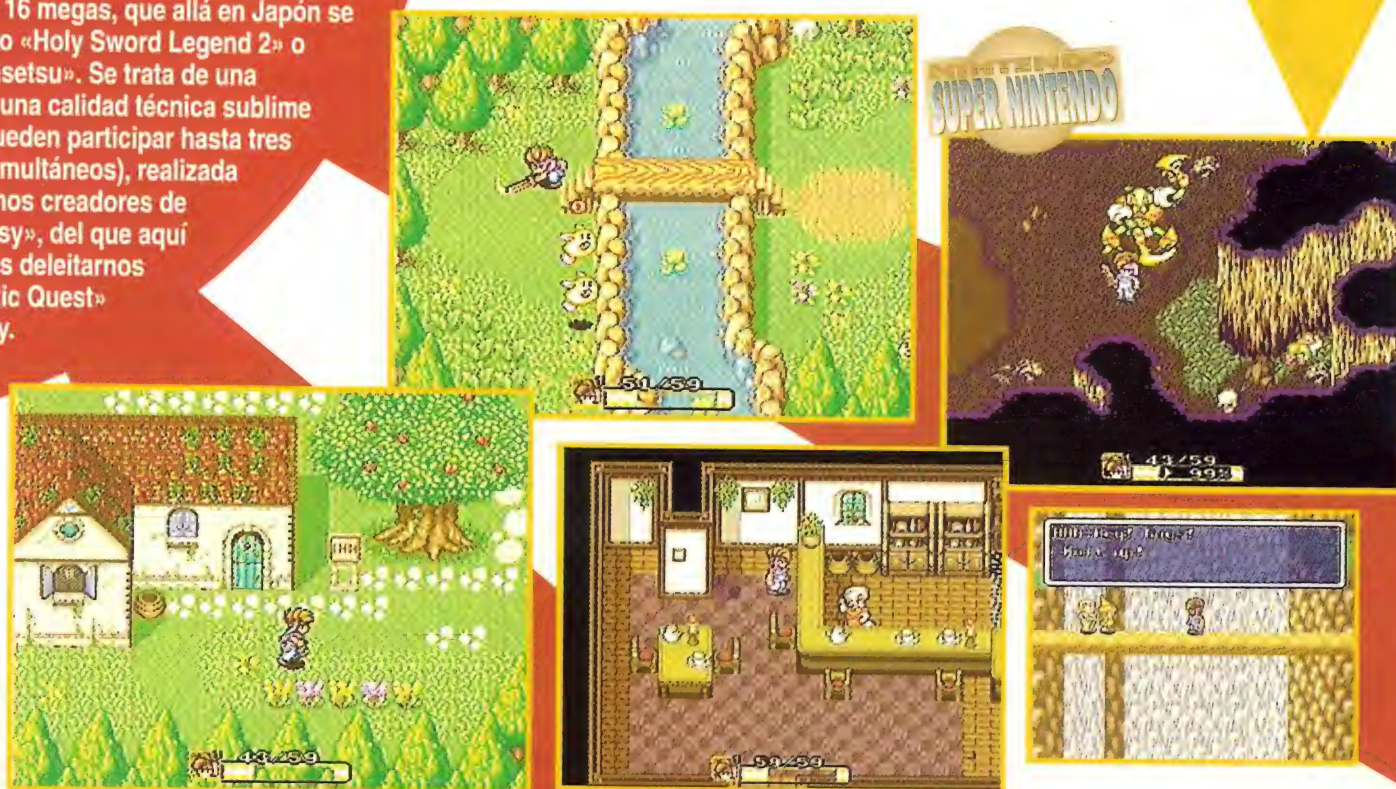 16 megas, que allá en Japón se
o «Holy Sword Legend 2» o
setsu». Se trata de una
una calidad técnica sublime
ueden participar hasta tres
multáneos), realizada
nos creadores de
sy», del que aquí
s deleitarnos
ic Quest»
y.
NINTENDO
SUPER NINTENDO
51/59
43/59
99%
43/59
59/59